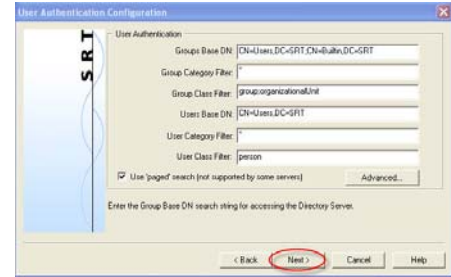 User Authentication Configuration
SRT
User Authentication
Groups Base DN: CN=Users,DC=SRT;CN=Builtin,DC=SRT
Group Category Filter: *
Group Class Filter: group;organizationalUnit
Users Base DN: CN=Users,DC=SRT
User Category Filter: *
User Class Filter: person
Use 'paged' search (not supported by some servers)
Advanced...
Enter the Group Base DN search string for accessing the Directory Server.
< Back Next > Cancel Help